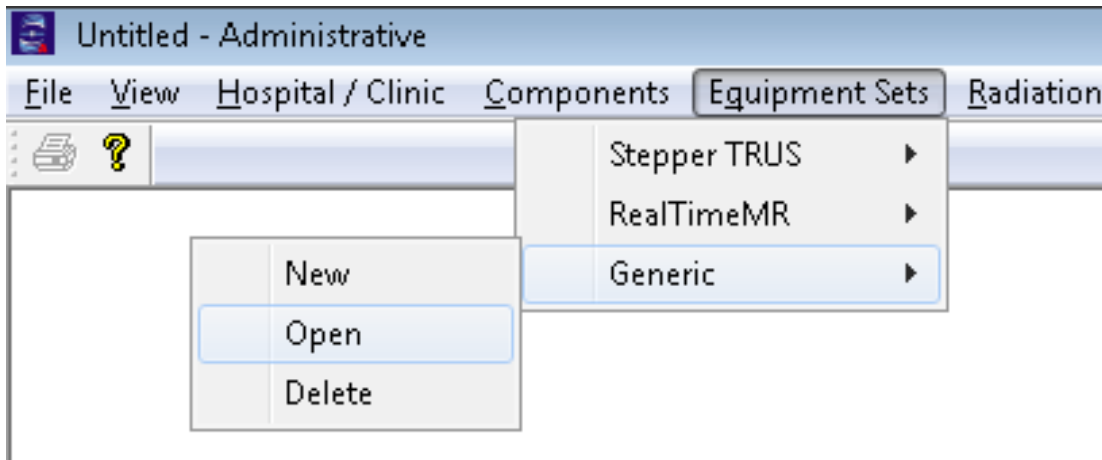 Untitled - Administrative
File View Hospital / Clinic Components Equipment Sets Radiation
Stepper TRUS
RealTimeMR
Generic
New
Open
Delete